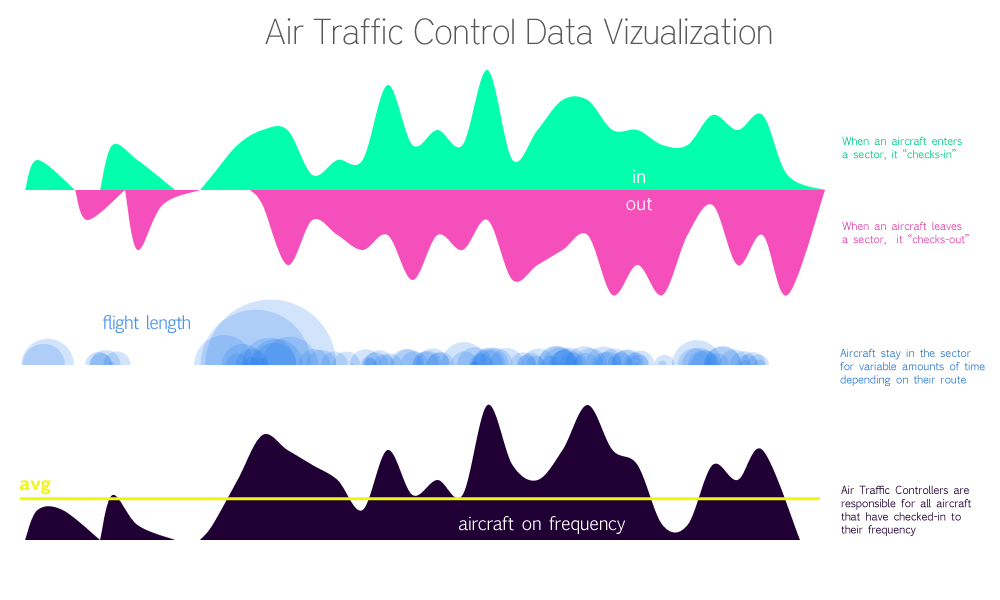 Air Traffic Control Data Vizualization
When an aircraft enters
a sector, it “checks-in”
in
out
When an aircraft leaves
a sector, it “checks-out”
flight length
Aircraft stay in the sector
for variable amounts of time
depending on their route
avg
aircraft on frequency
Air Traffic Controllers are
responsible for all aircraft
that have checked-in to
their frequency